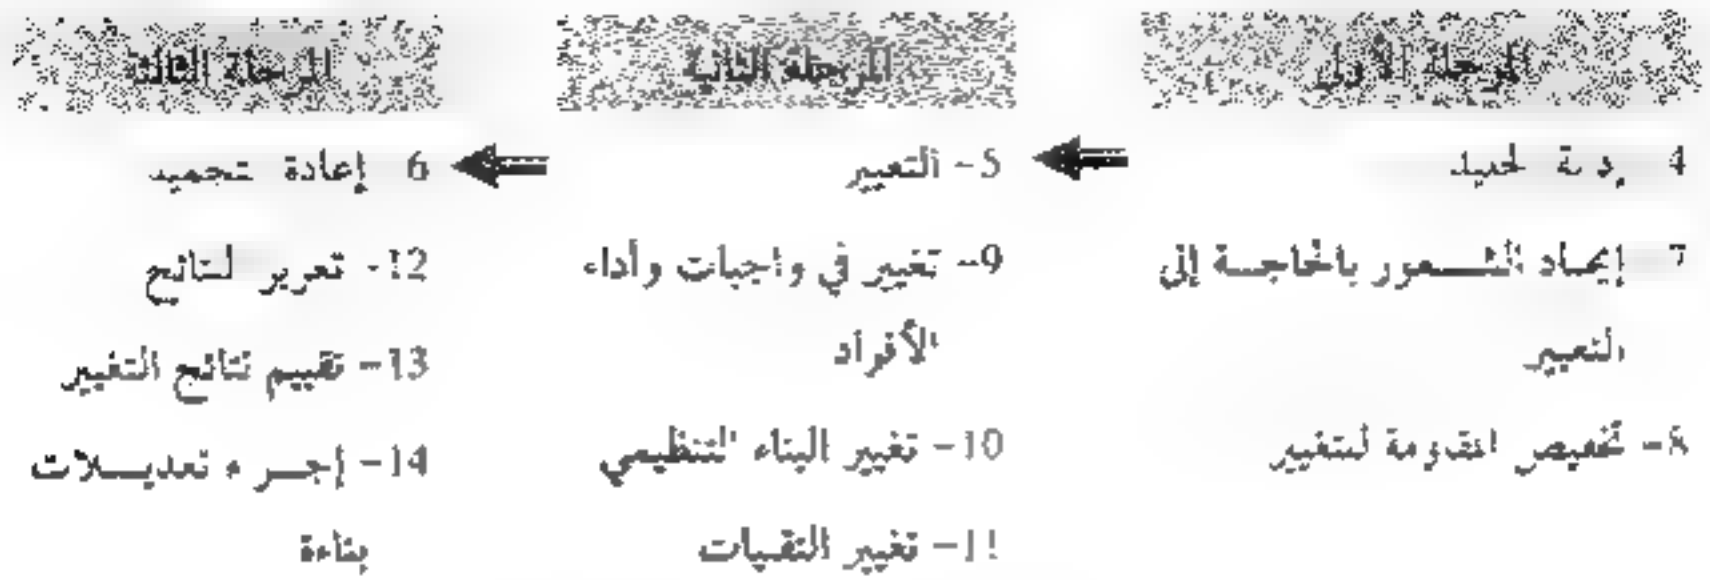 المرحلة الأولى
4 إذابة الجليد
7- إيجاد الشعور بالحاجة إلى
التغيير
8- تخفيض المقاومة للتغيير
المرحلة الثانية
5- التغيير
9- تغيير في واجبات وأداء
الأفراد
10- تغيير البناء التنظيمي
11- تغيير التقنيات
المرحلة الثالثة
6 إعادة تجميد
12- تعزيز النتائج
13- تقييم نتائج التغيير
14- إجراء تعديلات
بناءة